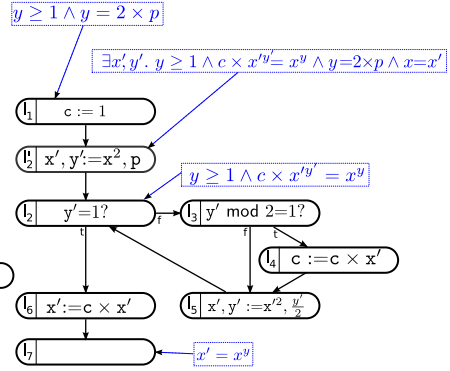 y ≥ 1 ∧ y = 2 × p
∃x′,y′. y ≥ 1 ∧ c × x′^y′ = x^y ∧ y=2×p ∧ x=x′
l₁ c := 1
l′₂ x′,y′:=x²,p
y ≥ 1 ∧ c × x′^y′ = x^y
l₂ y′=1?
f
t
l₃ y′ mod 2=1?
f
t
l₄ c :=c × x′
l₆ x′:=c × x′
l₅ x′,y′ :=x′²,y′/2
l₇
x′ = x^y